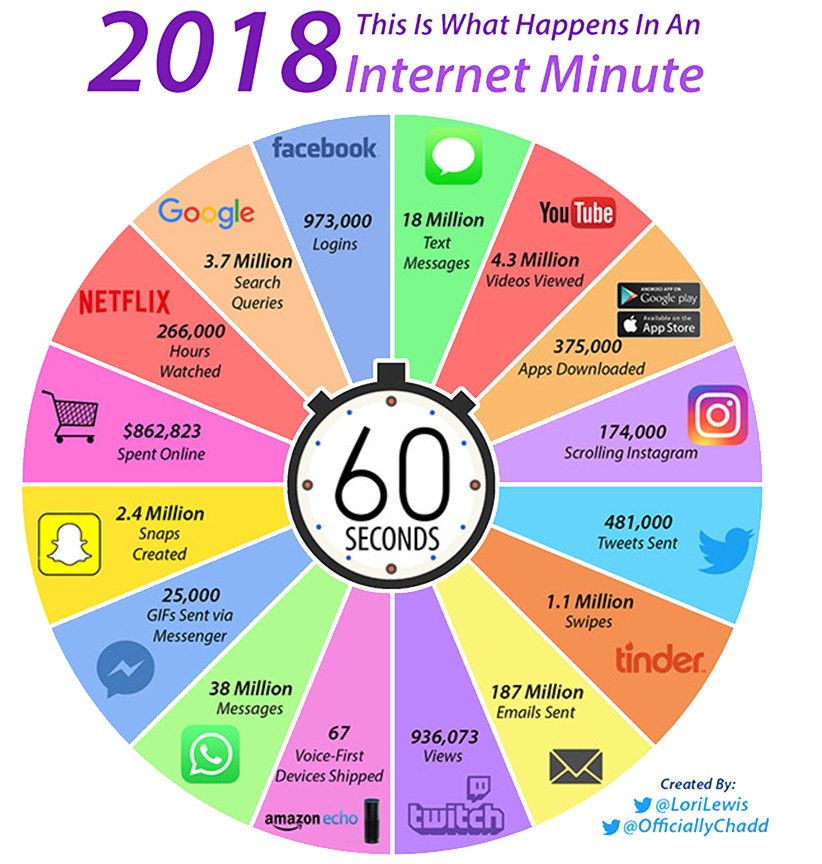 2018
This Is What Happens In An
Internet Minute
facebook
973,000
Logins
18 Million
Text
Messages
YouTube
4.3 Million
Videos Viewed
ANDROID APP ON
Google play
Available on the
App Store
375,000
Apps Downloaded
174,000
Scrolling Instagram
481,000
Tweets Sent
1.1 Million
Swipes
tinder
187 Million
Emails Sent
936,073
Views
twitch
67
Voice-First
Devices Shipped
amazon echo
38 Million
Messages
25,000
GIFs Sent via
Messenger
2.4 Million
Snaps
Created
$862,823
Spent Online
NETFLIX
266,000
Hours
Watched
Google
3.7 Million
Search
Queries
60
SECONDS
Created By:
@LoriLewis
@OfficiallyChadd